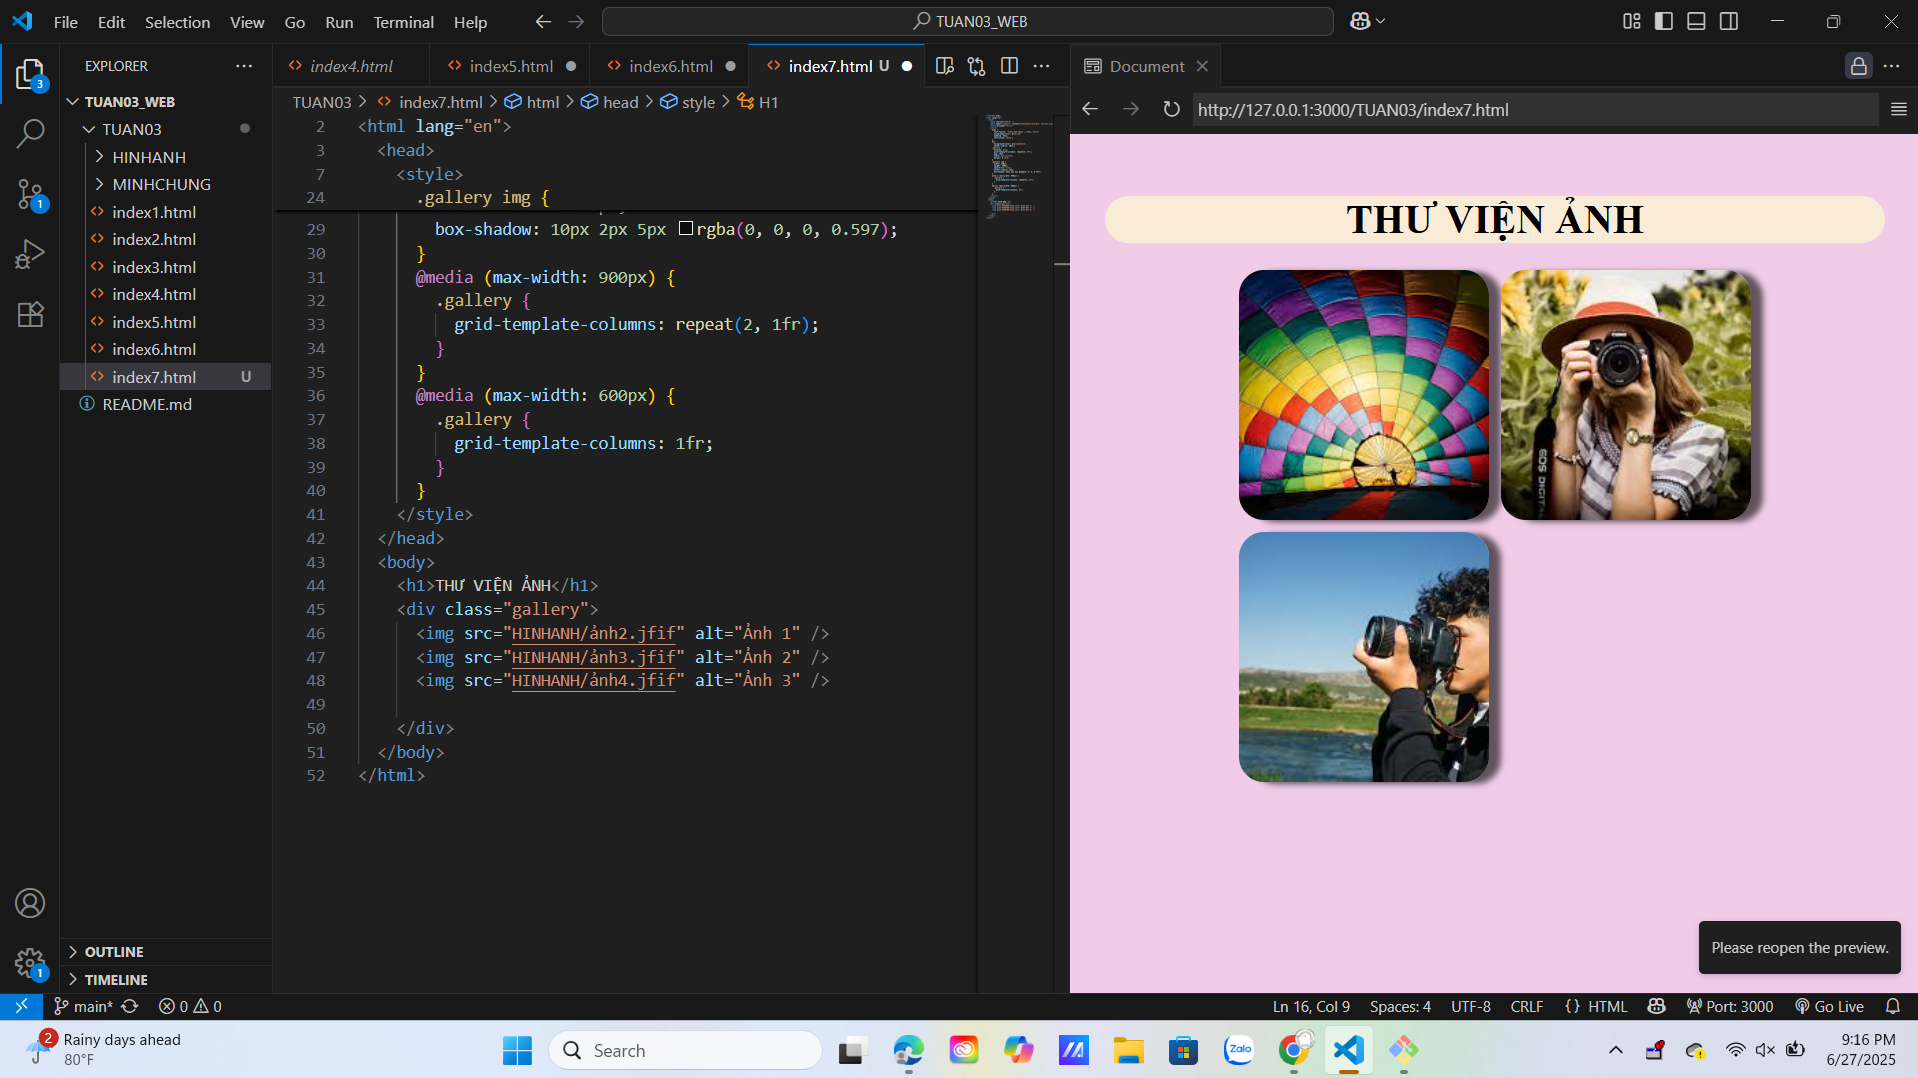 File Edit Selection View Go Run Terminal Help
TUAN03_WEB
EXPLORER
TUAN03_WEB
TUAN03
HINHANH
MINHCHUNG
index1.html
index2.html
index3.html
index4.html
index5.html
index6.html
index7.html U
README.md
OUTLINE
TIMELINE
3
1
1
index4.html index5.html index6.html index7.html U
TUAN03 > index7.html > html > head > style > H1
2 <html lang="en">
3 <head>
7 <style>
24 .gallery img {
29 box-shadow: 10px 2px 5px rgba(0, 0, 0, 0.597);
30 }
31 @media (max-width: 900px) {
32 .gallery {
33 grid-template-columns: repeat(2, 1fr);
34 }
35 }
36 @media (max-width: 600px) {
37 .gallery {
38 grid-template-columns: 1fr;
39 }
40 }
41 </style>
42 </head>
43 <body>
44 <h1>THƯ VIỆN ẢNH</h1>
45 <div class="gallery">
46 <img src="HINHANH/ảnh2.jfif" alt="Ảnh 1" />
47 <img src="HINHANH/ảnh3.jfif" alt="Ảnh 2" />
48 <img src="HINHANH/ảnh4.jfif" alt="Ảnh 3" />
49
50 </div>
51 </body>
52 </html>
Document
http://127.0.0.1:3000/TUAN03/index7.html
THƯ VIỆN ẢNH
EOS DIGIT
Please reopen the preview.
main* 0 0 Ln 16, Col 9 Spaces: 4 UTF-8 CRLF {} HTML Port: 3000 Go Live
2
Rainy days ahead
80°F
Search
Zalo
9:16 PM
6/27/2025